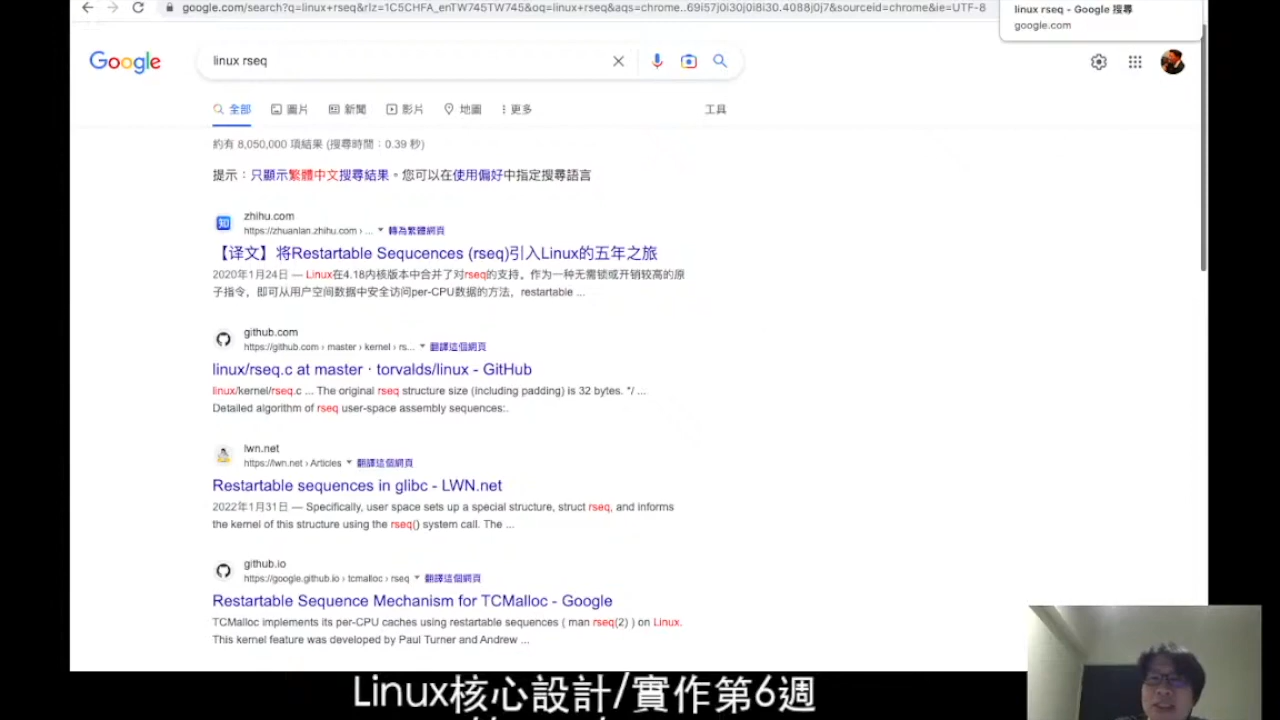 google.com/search?q=linux+rseq&rlz=1C5CHFA_enTW745TW745&oq=linux+rseq&aqs=chrome..69i57j0i30j0i8i30.4088j0j7&sourceid=chrome&ie=UTF-8
linux rseq - Google 搜尋
google.com
Google
linux rseq
全部 圖片 新聞 影片 地圖 更多 工具
約有 8,050,000 項結果 (搜尋時間：0.39 秒)
提示：只顯示繁體中文搜尋結果。您可以在使用偏好中指定搜尋語言
知
zhihu.com
https://zhuanlan.zhihu.com › ... 轉為繁體網頁
【译文】将Restartable Sequcences (rseq)引入Linux的五年之旅
2020年1月24日 — Linux在4.18内核版本中合并了对rseq的支持。作为一种无需锁或开销较高的原
子指令，即可从用户空间数据中安全访问per-CPU数据的方法，restartable ...
github.com
https://github.com › master › kernel › rs... 翻譯這個網頁
linux/rseq.c at master · torvalds/linux - GitHub
linux/kernel/rseq.c ... The original rseq structure size (including padding) is 32 bytes. */ ...
Detailed algorithm of rseq user-space assembly sequences:.
lwn.net
https://lwn.net › Articles 翻譯這個網頁
Restartable sequences in glibc - LWN.net
2022年1月31日 — Specifically, user space sets up a special structure, struct rseq, and informs
the kernel of this structure using the rseq() system call. The ...
github.io
https://google.github.io › tcmalloc › rseq 翻譯這個網頁
Restartable Sequence Mechanism for TCMalloc - Google
TCMalloc implements its per-CPU caches using restartable sequences ( man rseq(2) ) on Linux.
This kernel feature was developed by Paul Turner and Andrew ...
Linux核心設計/實作第6週